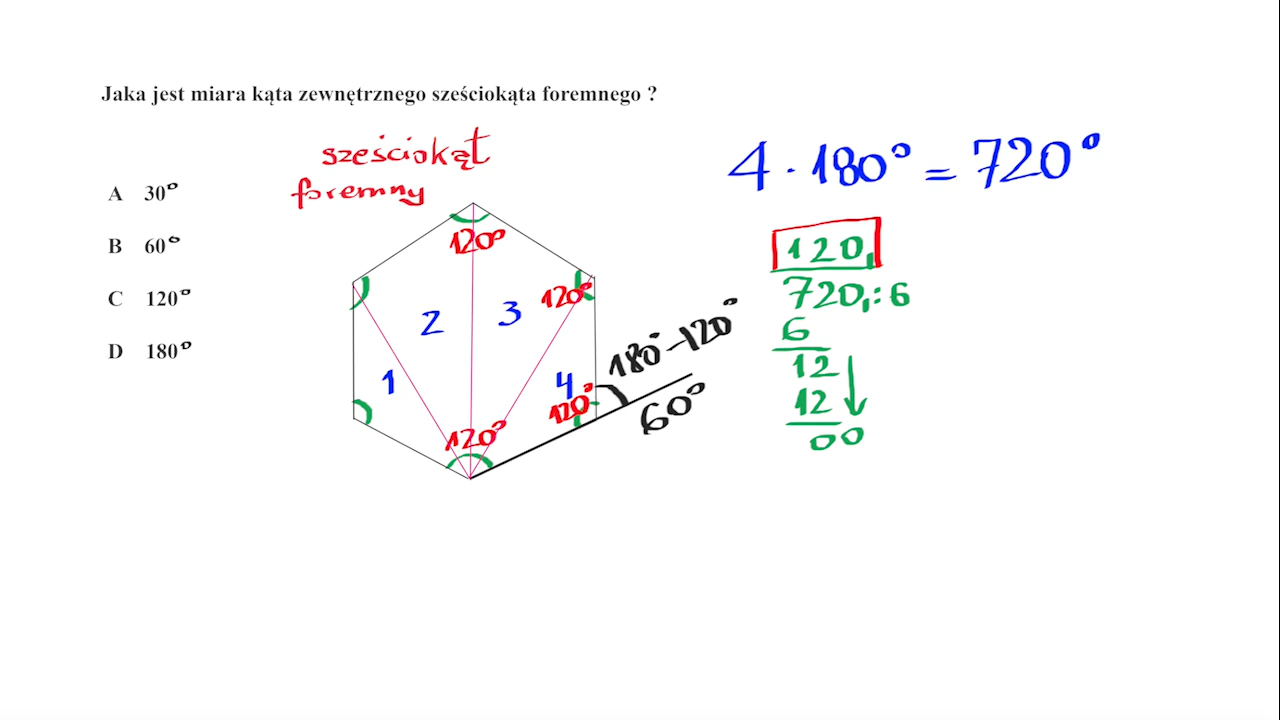 Jaka jest miara kąta zewnętrznego sześciokąta foremnego ?
sześciokąt
foremny
A 30°
B 60°
C 120°
D 180°
120°
120°
2
3
1
4
120°
120°
180°-120°
60°
4 · 180° = 720°
120
720 : 6
6
12
12
00